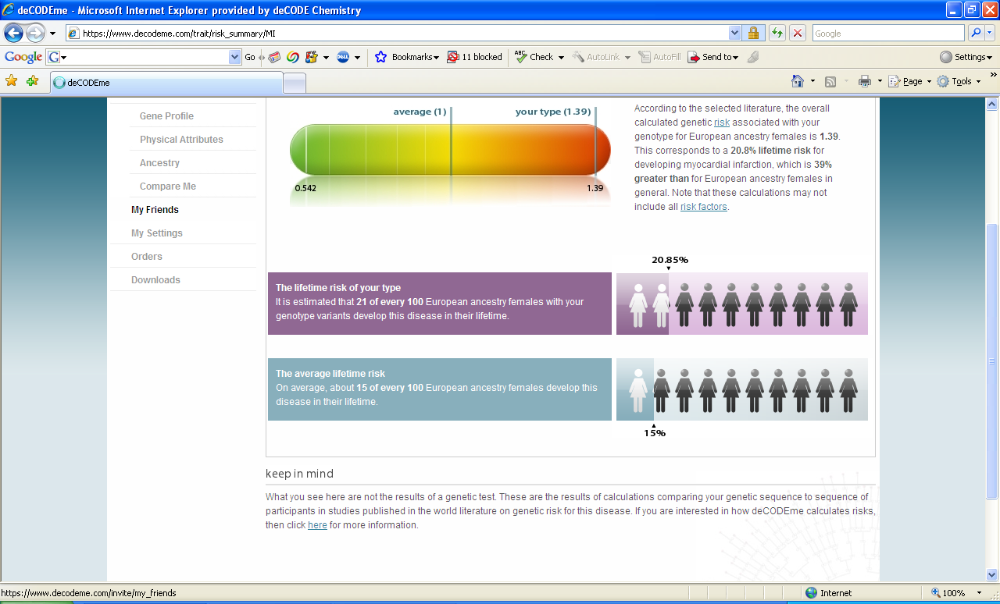 deCODEme - Microsoft Internet Explorer provided by deCODE Chemistry
https://www.decodeme.com/trait/risk_summary/MI
Google
Google
G
Go
DELL
Bookmarks
11 blocked
ABC
Check
AutoLink
AutoFill
Send to
Settings
deCODEme
Page
Tools
»
Gene Profile
Physical Attributes
Ancestry
Compare Me
My Friends
My Settings
Orders
Downloads
average (1)
your type (1.39)
0.542
1.39
According to the selected literature, the overall
calculated genetic risk associated with your
genotype for European ancestry females is 1.39.
This corresponds to a 20.8% lifetime risk for
developing myocardial infarction, which is 39%
greater than for European ancestry females in
general. Note that these calculations may not
include all risk factors.
20.85%
The lifetime risk of your type
It is estimated that 21 of every 100 European ancestry females with your
genotype variants develop this disease in their lifetime.
The average lifetime risk
On average, about 15 of every 100 European ancestry females develop this
disease in their lifetime.
15%
keep in mind
What you see here are not the results of a genetic test. These are the results of calculations comparing your genetic sequence to sequence of
participants in studies published in the world literature on genetic risk for this disease. If you are interested in how deCODEme calculates risks,
then click here for more information.
https://www.decodeme.com/invite/my_friends
Internet
100%